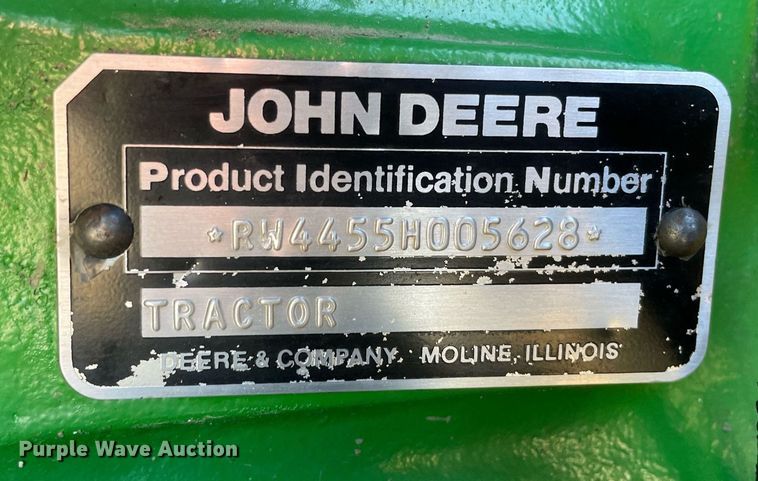 JOHN DEERE
Product Identification Number
*RW4455H005628*
TRACTOR
DEERE & COMPANY MOLINE, ILLINOIS
Purple Wave Auction